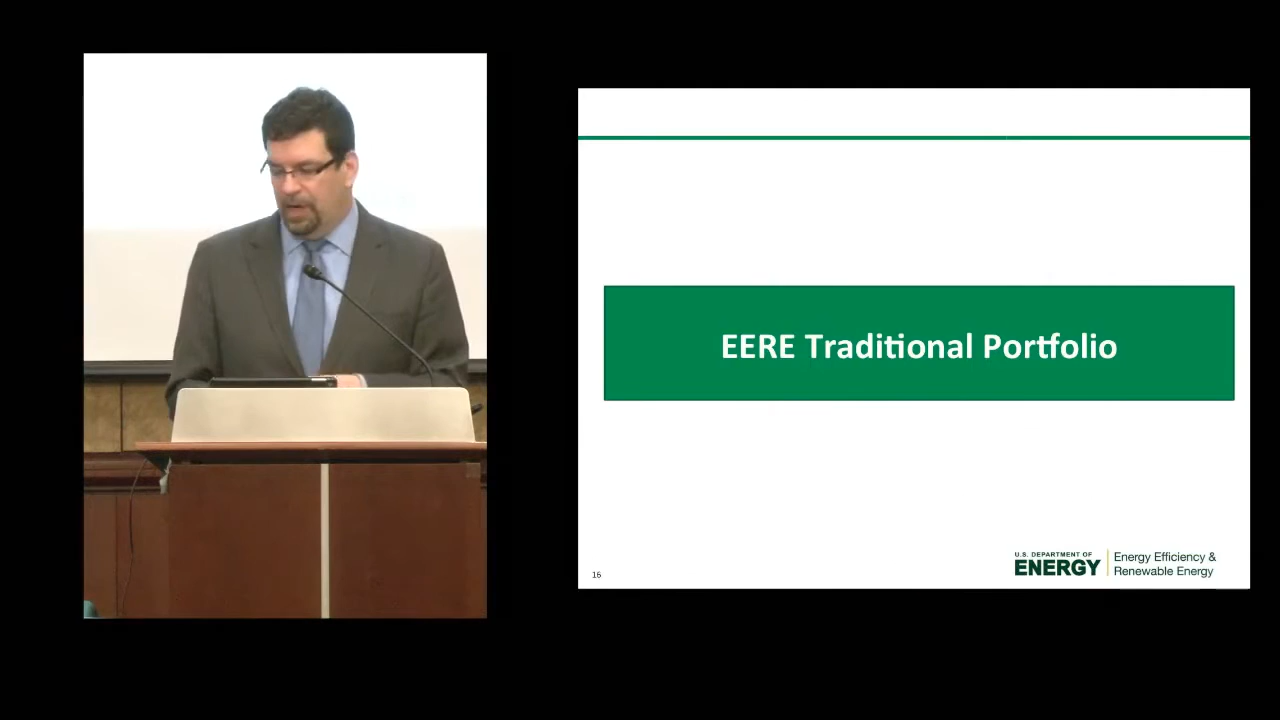 EERE Traditional Portfolio
16
U.S. DEPARTMENT OF
ENERGY
Energy Efficiency &
Renewable Energy